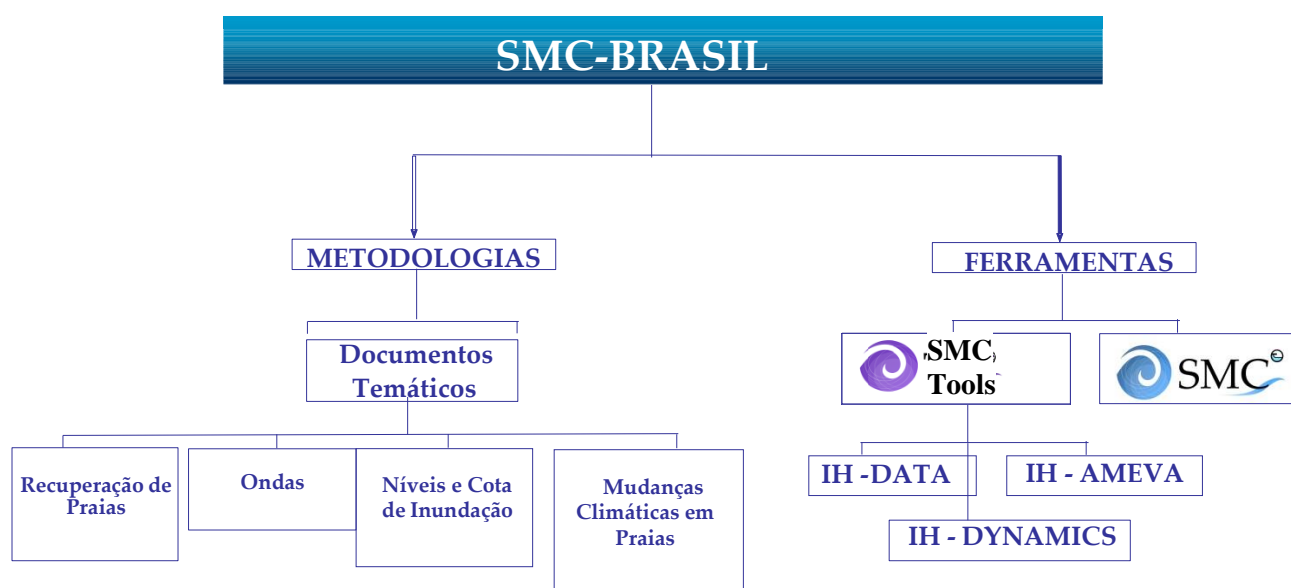 SMC-BRASIL
METODOLOGIAS
FERRAMENTAS
Documentos
Temáticos
SMC
Tools
SMC
Recuperação de
Praias
Ondas
Níveis e Cota
de Inundação
Mudanças
Climáticas em
Praias
IH -DATA
IH - AMEVA
IH - DYNAMICS